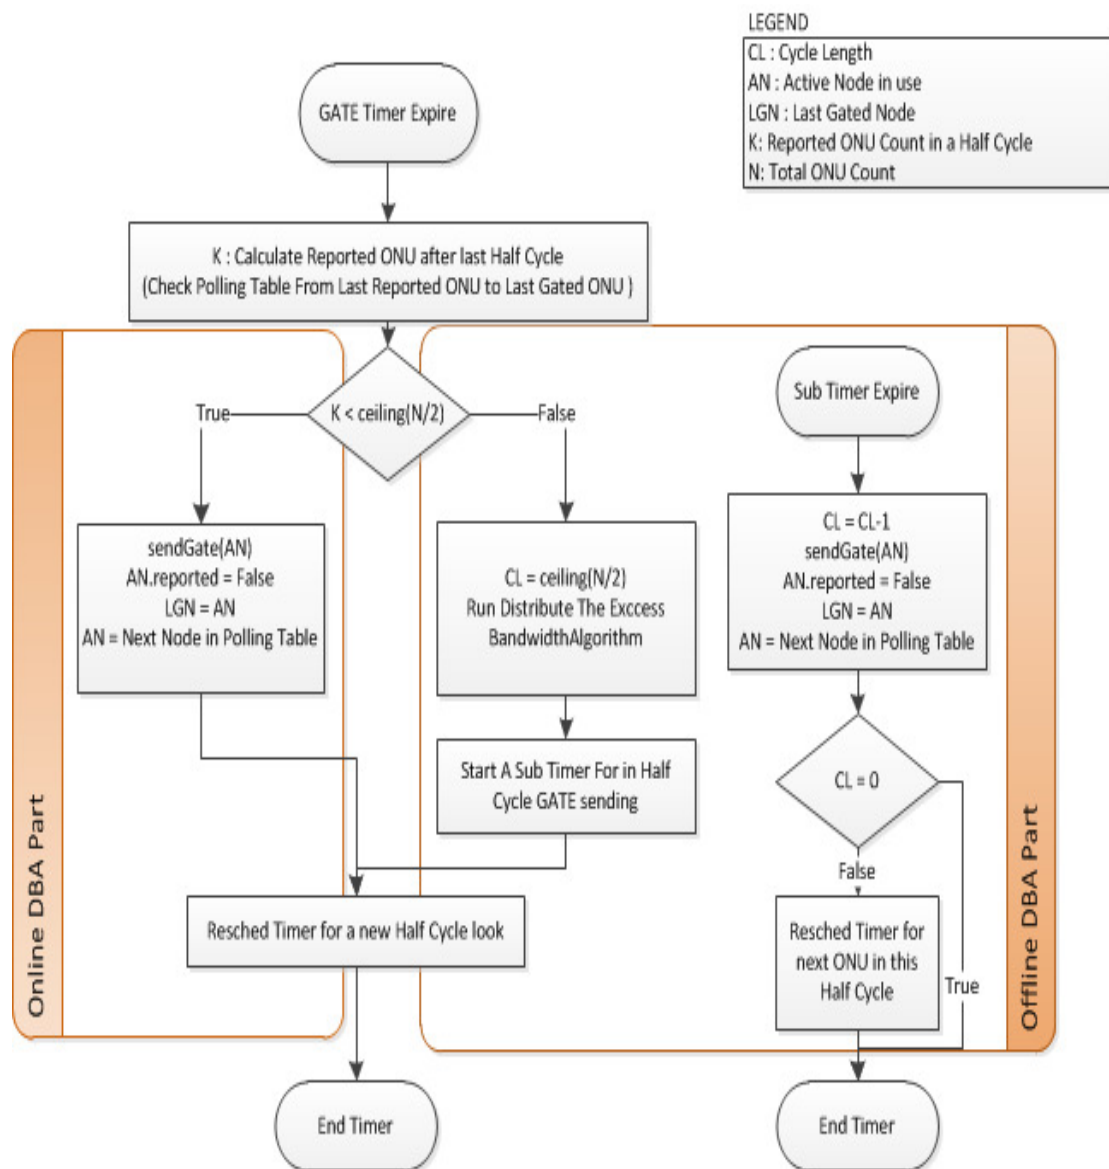 LEGEND
CL : Cycle Length
AN : Active Node in use
LGN : Last Gated Node
K: Reported ONU Count in a Half Cycle
N: Total ONU Count
GATE Timer Expire
K : Calculate Reported ONU after last Half Cycle
(Check Polling Table From Last Reported ONU to Last Gated ONU )
K < ceiling(N/2)
True
False
Online DBA Part
sendGate(AN)
AN.reported = False
LGN = AN
AN = Next Node in Polling Table
CL = ceiling(N/2)
Run Distribute The Exccess
BandwidthAlgorithm
Start A Sub Timer For in Half
Cycle GATE sending
Resched Timer for a new Half Cycle look
End Timer
Sub Timer Expire
CL = CL-1
sendGate(AN)
AN.reported = False
LGN = AN
AN = Next Node in Polling Table
CL = 0
False
True
Resched Timer for
next ONU in this
Half Cycle
End Timer
Offline DBA Part